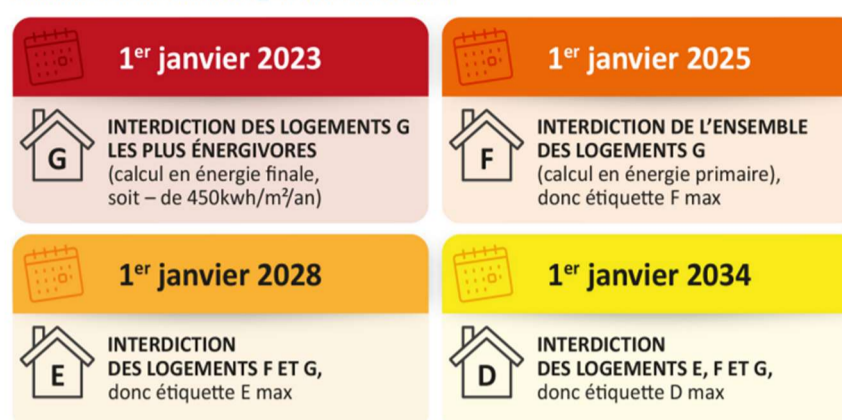 1er janvier 2023
G
INTERDICTION DES LOGEMENTS G
LES PLUS ÉNERGIVORES
(calcul en énergie finale,
soit – de 450kwh/m²/an)
1er janvier 2025
F
INTERDICTION DE L'ENSEMBLE
DES LOGEMENTS G
(calcul en énergie primaire),
donc étiquette F max
1er janvier 2028
E
INTERDICTION
DES LOGEMENTS F ET G,
donc étiquette E max
1er janvier 2034
D
INTERDICTION
DES LOGEMENTS E, F ET G,
donc étiquette D max